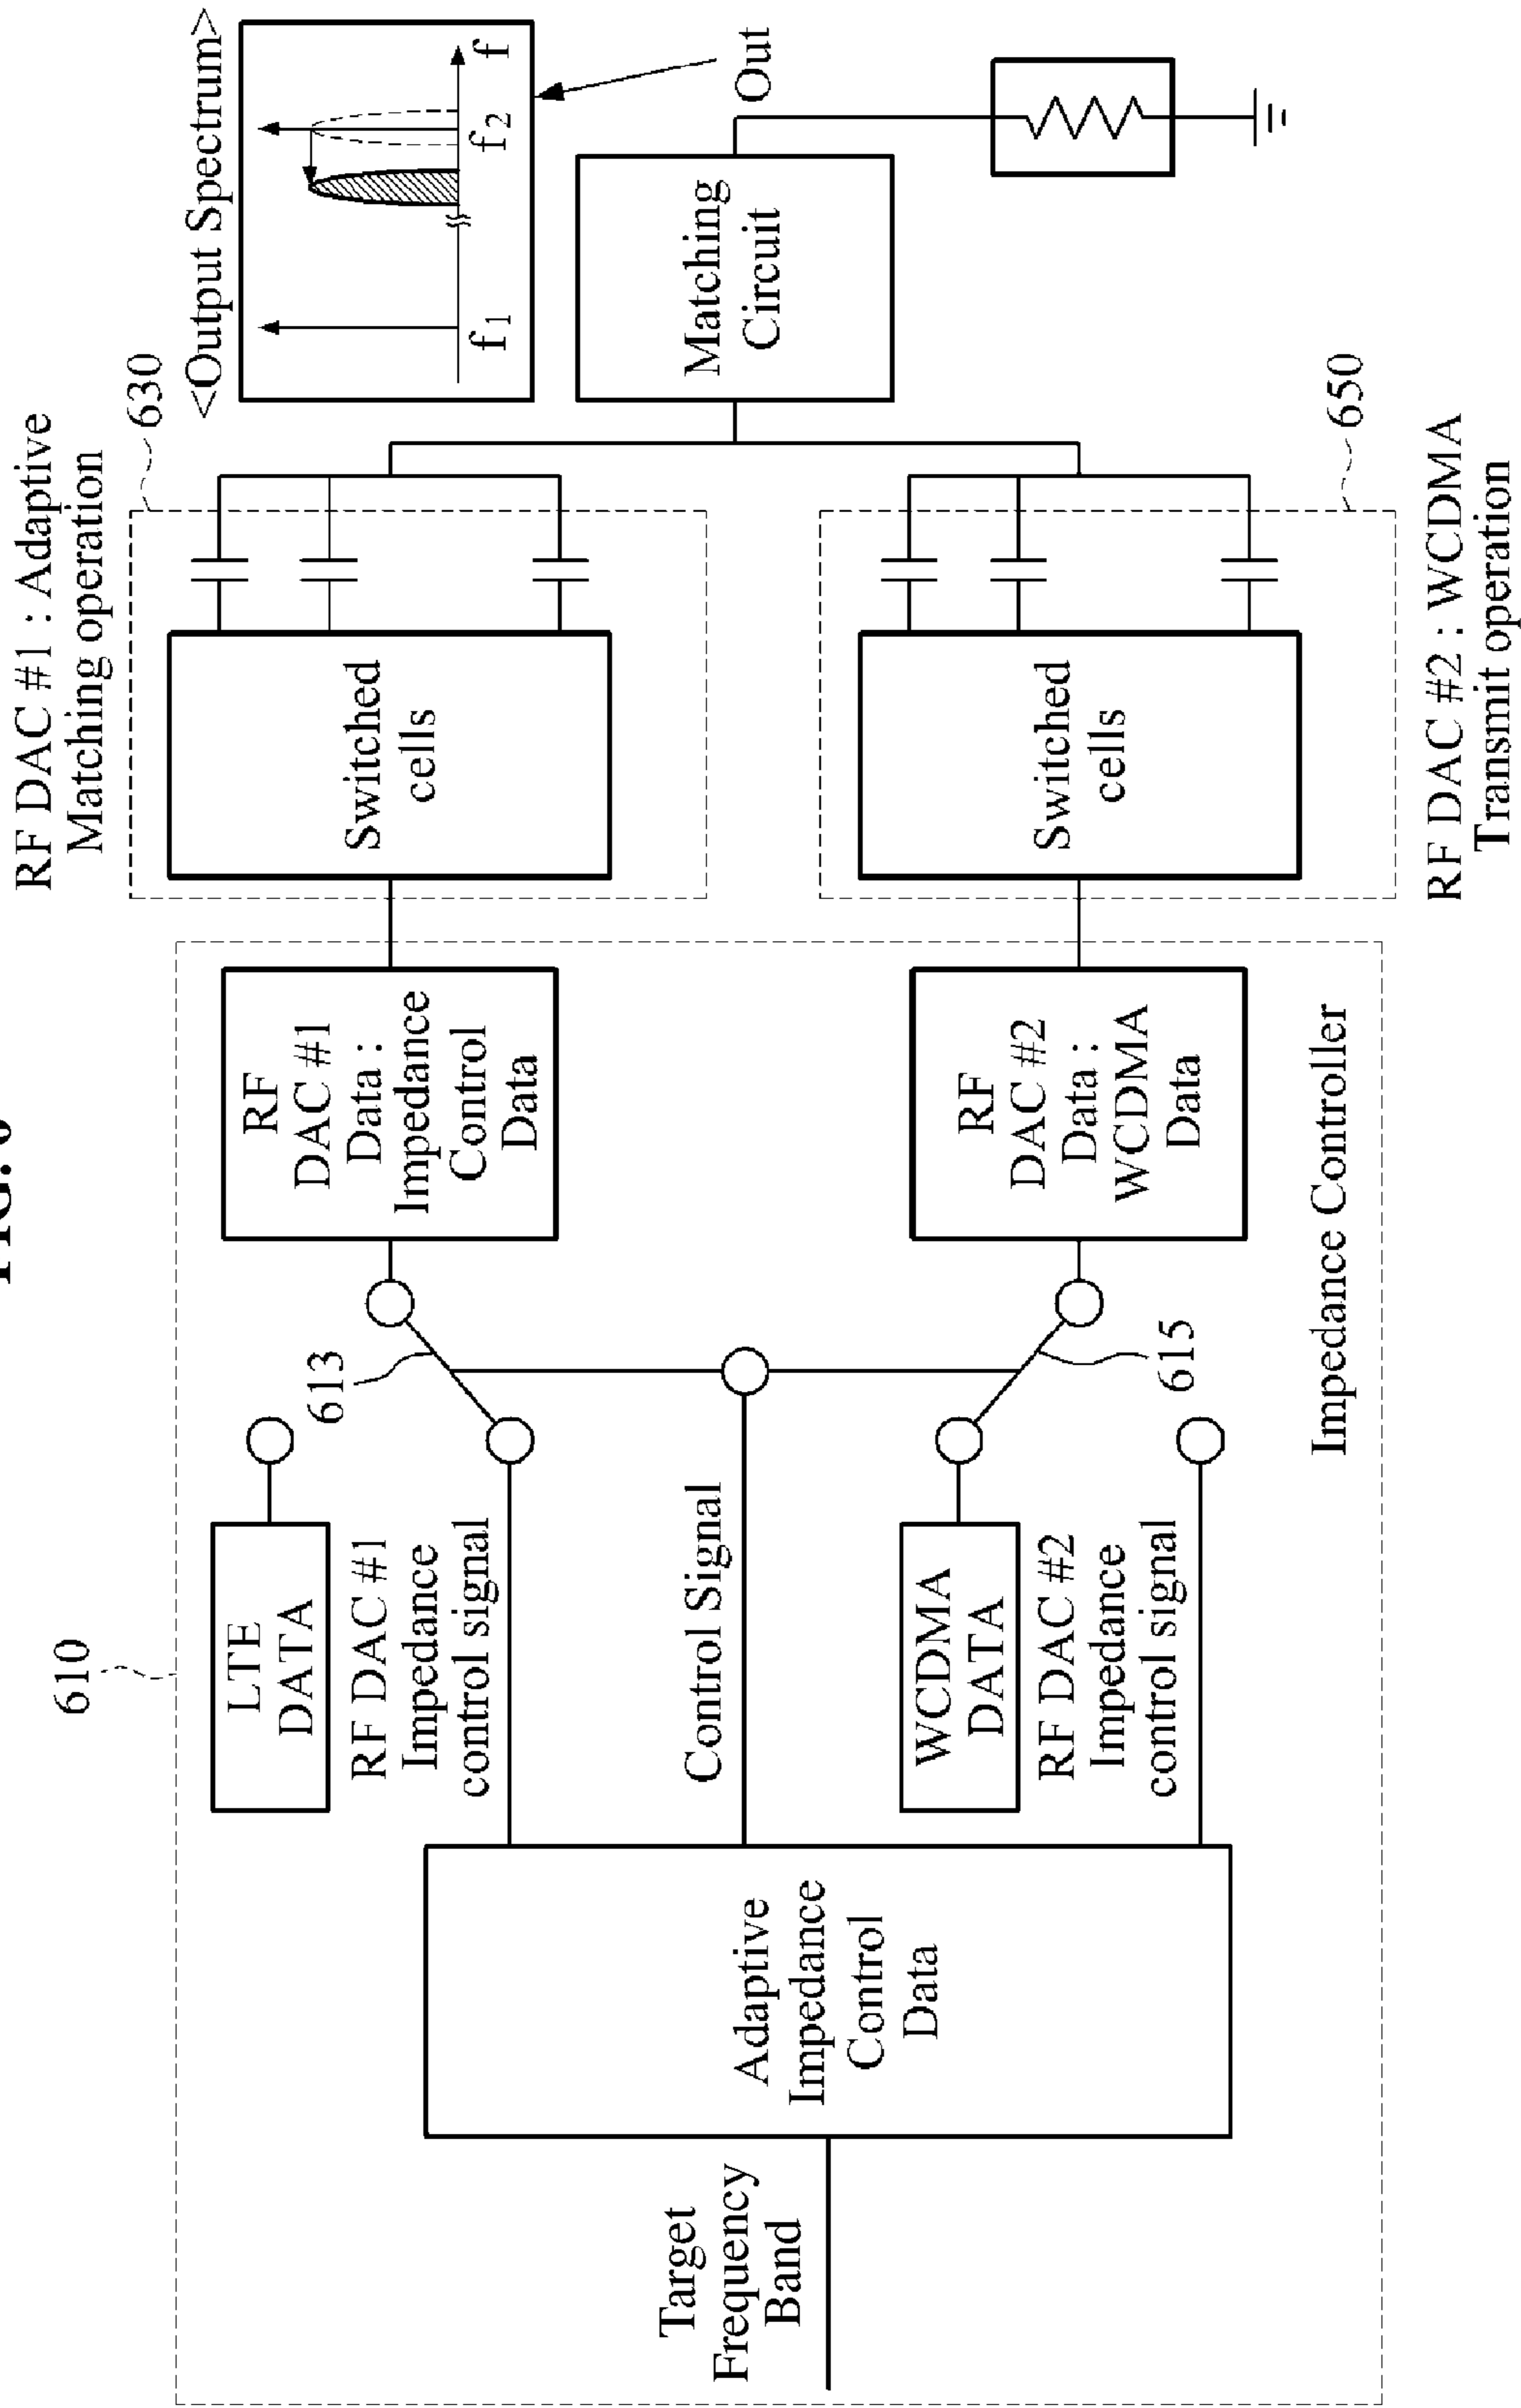 FIG. 6
610
Target
Frequency
Band
Adaptive
Impedance
Control
Data
LTE
DATA
RF DAC #1
Impedance
control signal
Control Signal
WCDMA
DATA
RF DAC #2
Impedance
control signal
613
615
Impedance Controller
RF
DAC #1
Data :
Impedance
Control
Data
RF
DAC #2
Data :
WCDMA
Data
RF DAC #1 : Adaptive
Matching operation
630
Switched
cells
Switched
cells
650
RF DAC #2 : WCDMA
Transmit operation
<Output Spectrum>
f1
f2
f
Matching
Circuit
Out